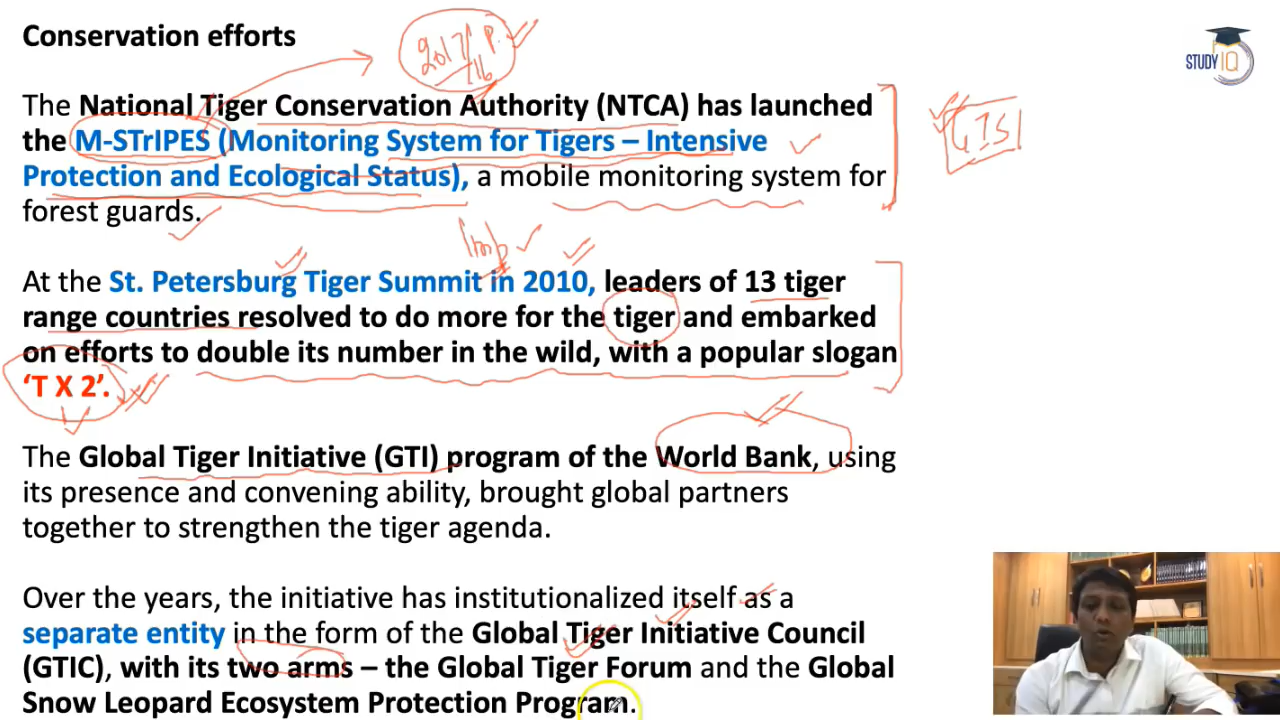 Conservation efforts
2017/16 P.
STUDY IQ
The National Tiger Conservation Authority (NTCA) has launched
the M-STrIPES (Monitoring System for Tigers – Intensive
Protection and Ecological Status), a mobile monitoring system for
forest guards.
GIS
Imb
At the St. Petersburg Tiger Summit in 2010, leaders of 13 tiger
range countries resolved to do more for the tiger and embarked
on efforts to double its number in the wild, with a popular slogan
‘T X 2’.
The Global Tiger Initiative (GTI) program of the World Bank, using
its presence and convening ability, brought global partners
together to strengthen the tiger agenda.
Over the years, the initiative has institutionalized itself as a
separate entity in the form of the Global Tiger Initiative Council
(GTIC), with its two arms – the Global Tiger Forum and the Global
Snow Leopard Ecosystem Protection Program.